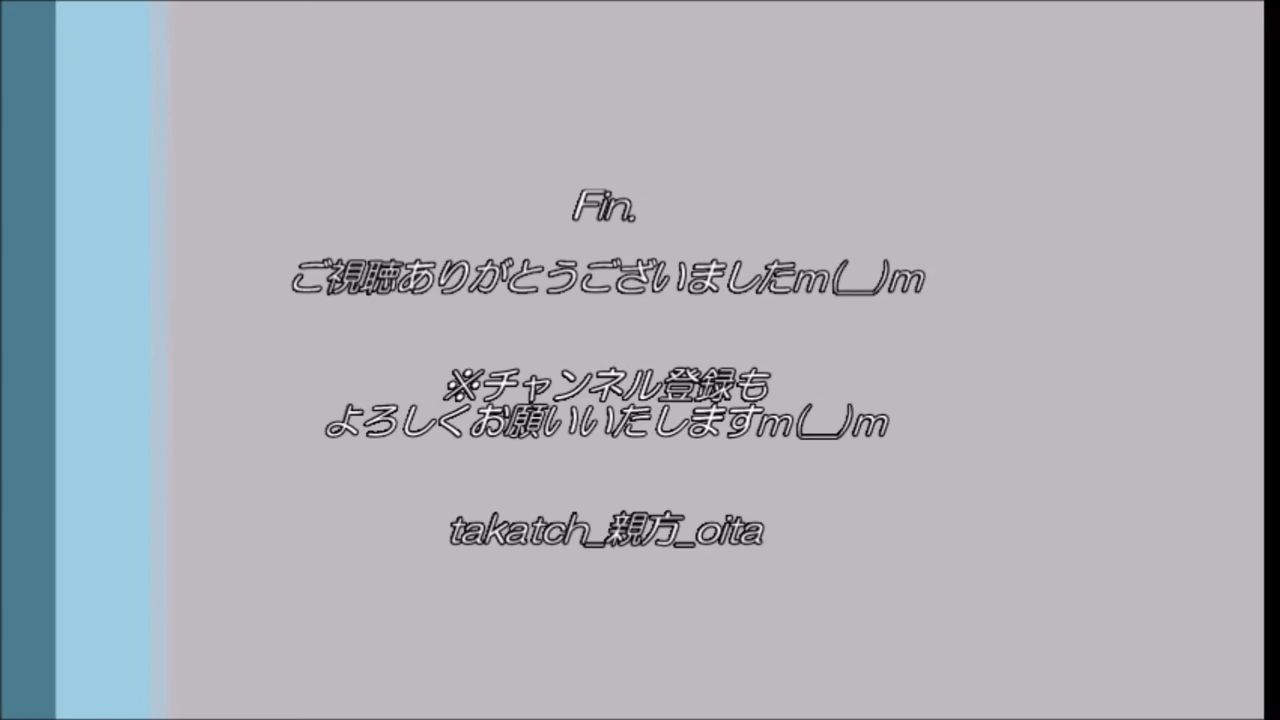 Fin.
ご視聴ありがとうございましたm(__)m
※チャンネル登録も
よろしくお願いいたしますm(__)m
takatch_親方_oita